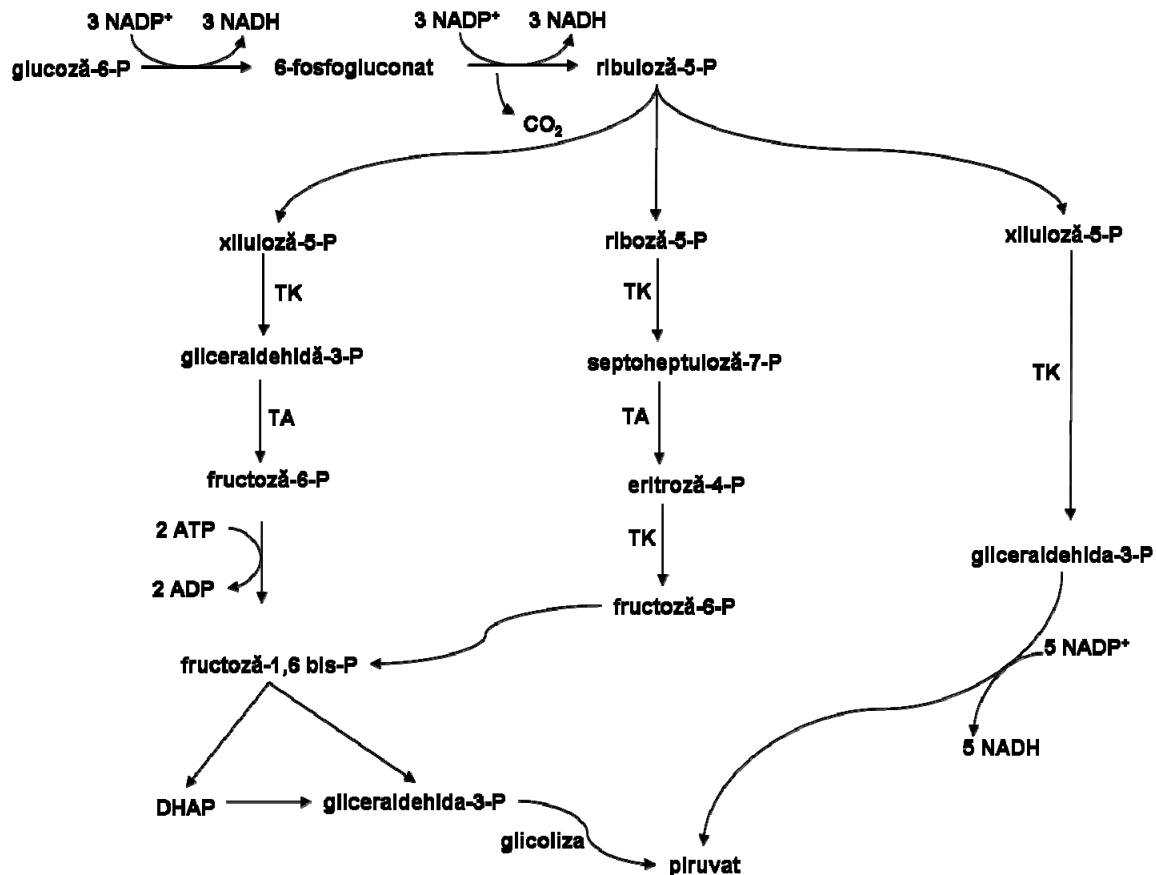 3 NADP⁺ 3 NADH 3 NADP⁺ 3 NADH
glucoză-6-P 6-fosfogluconat ribuloză-5-P
CO₂
xiluloză-5-P riboză-5-P xiluloză-5-P
TK TK
gliceraldehidă-3-P septoheptuloză-7-P TK
TA TA
fructoză-6-P eritroză-4-P
2 ATP TK gliceraldehida-3-P
2 ADP
fructoză-6-P
fructoză-1,6 bis-P 5 NADP⁺
5 NADH
DHAP gliceraldehida-3-P
glicoliza
piruvat